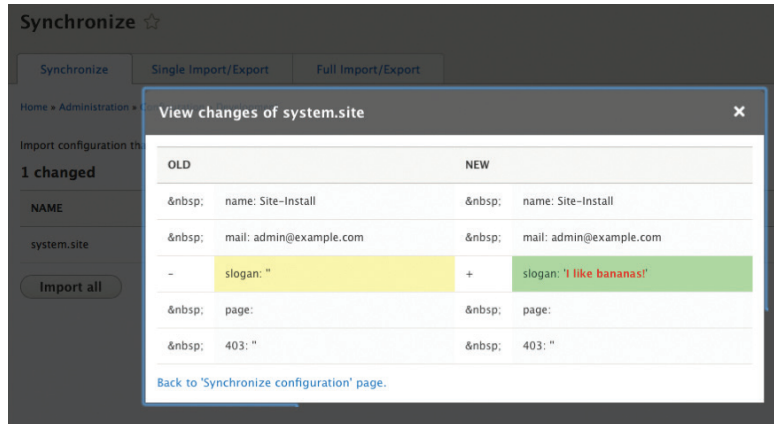 Synchronize
Synchronize Single Import/Export Full Import/Export
Home » Administration »
Import configuration
1 changed
NAME
system.site
Import all
View changes of system.site ×
OLD NEW
&nbsp; name: Site-Install &nbsp; name: Site-Install
&nbsp; mail: admin@example.com &nbsp; mail: admin@example.com
- slogan: '' + slogan: 'I like bananas!'
&nbsp; page: &nbsp; page:
&nbsp; 403: '' &nbsp; 403: ''
Back to 'Synchronize configuration' page.